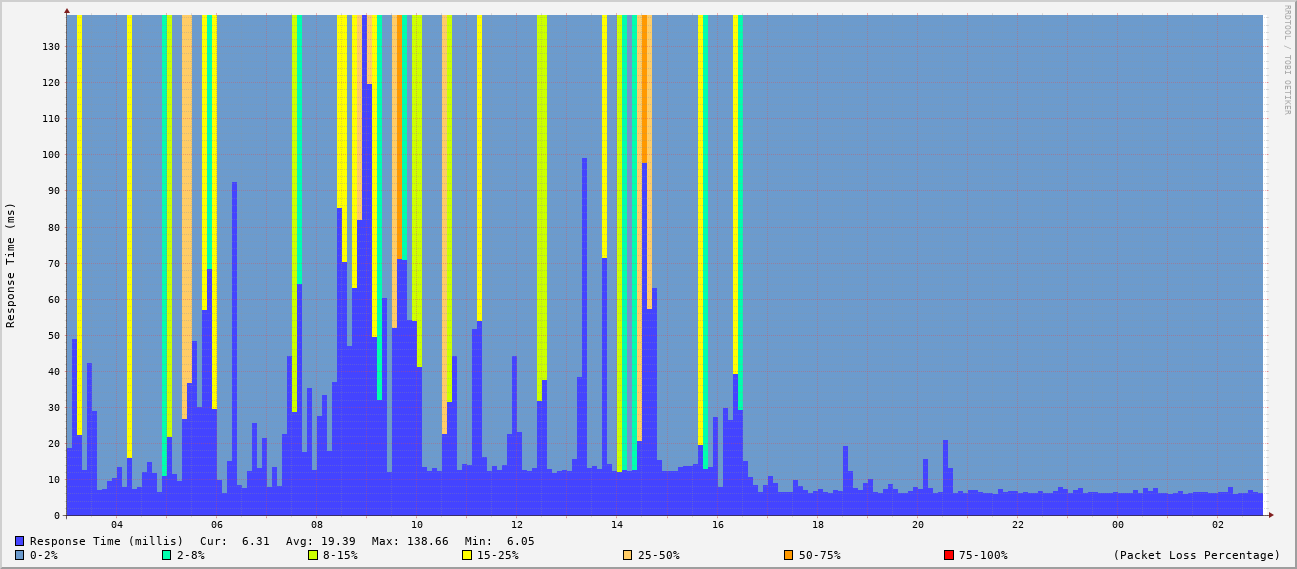 RRDTOOL / TOBI OETIKER
Response Time (ms)
130
120
110
100
90
80
70
60
50
40
30
20
10
0
04 06 08 10 12 14 16 18 20 22 00 02
Response Time (millis) Cur: 6.31 Avg: 19.39 Max: 138.66 Min: 6.05
0-2% 2-8% 8-15% 15-25% 25-50% 50-75% 75-100% (Packet Loss Percentage)